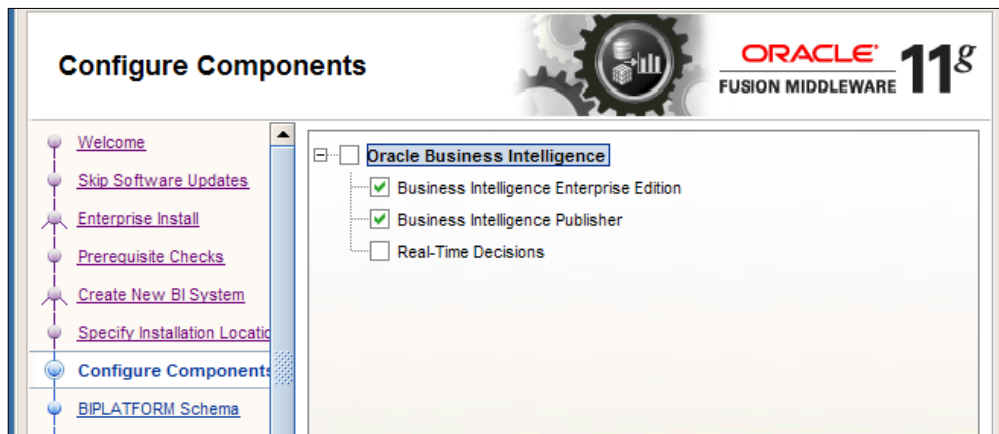 Configure Components
ORACLE
FUSION MIDDLEWARE 11g
Welcome
Skip Software Updates
Enterprise Install
Prerequisite Checks
Create New BI System
Specify Installation Locatio
Configure Components
BIPLATFORM Schema
Oracle Business Intelligence
Business Intelligence Enterprise Edition
Business Intelligence Publisher
Real-Time Decisions